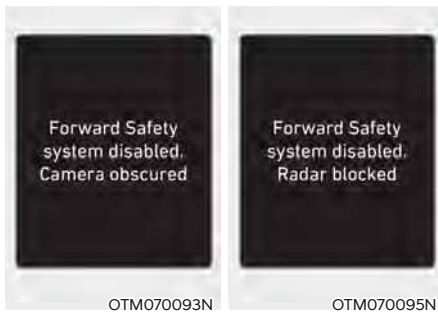 Forward Safety
system disabled.
Camera obscured
OTM070093N
Forward Safety
system disabled.
Radar blocked
OTM070095N